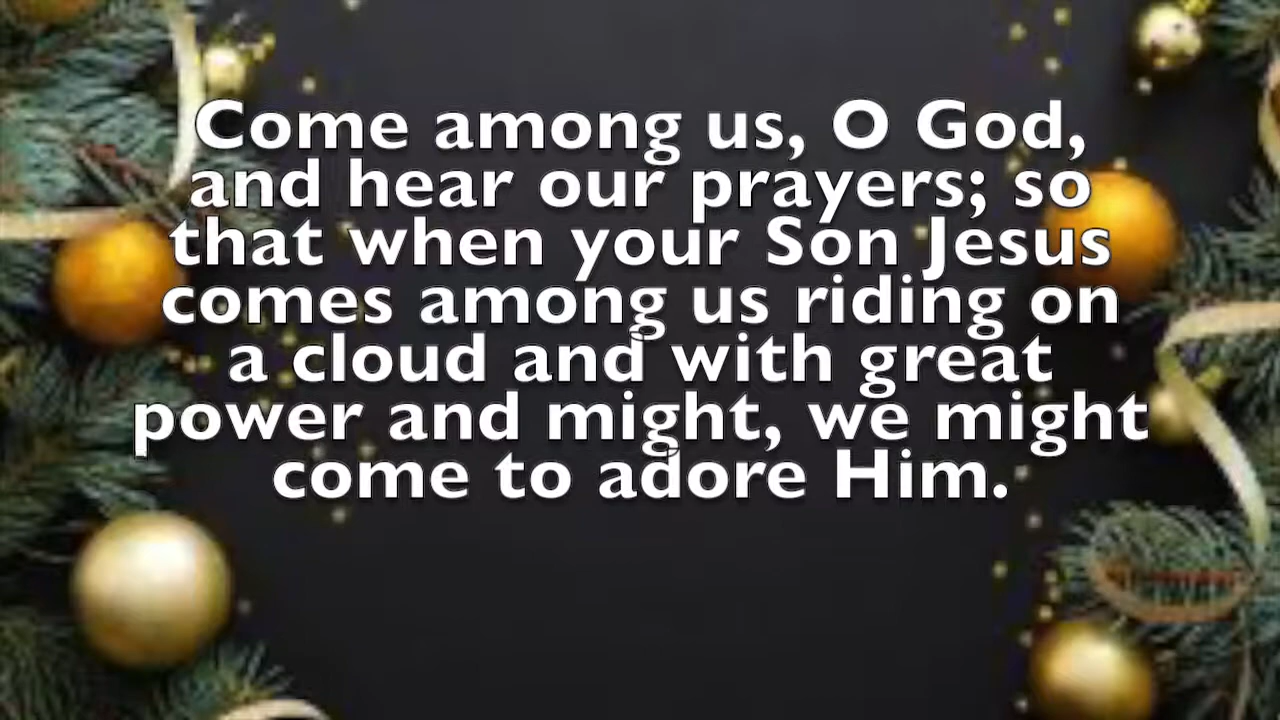 Come among us, O God,
and hear our prayers; so
that when your Son Jesus
comes among us riding on
a cloud and with great
power and might, we might
come to adore Him.